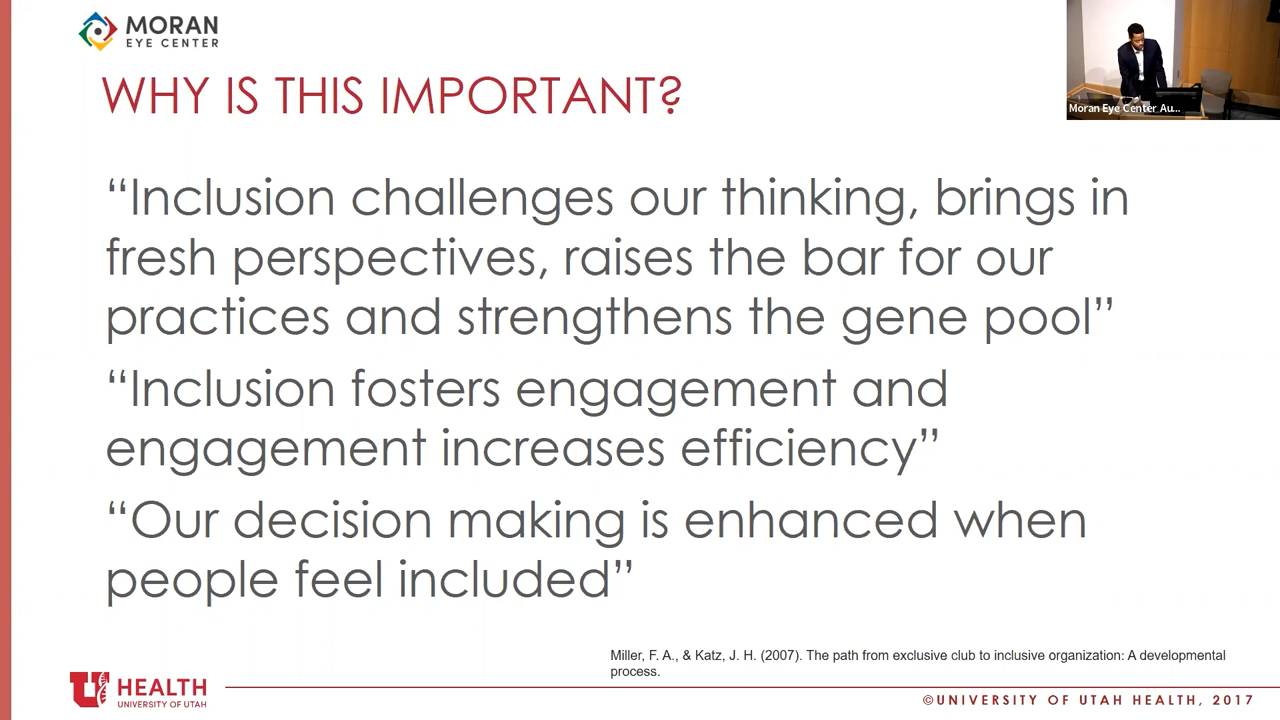 MORAN
EYE CENTER
WHY IS THIS IMPORTANT?
Moran Eye Center Au...
“Inclusion challenges our thinking, brings in
fresh perspectives, raises the bar for our
practices and strengthens the gene pool”
“Inclusion fosters engagement and
engagement increases efficiency”
“Our decision making is enhanced when
people feel included”
Miller, F. A., & Katz, J. H. (2007). The path from exclusive club to inclusive organization: A developmental
process.
U HEALTH
UNIVERSITY OF UTAH
©UNIVERSITY OF UTAH HEALTH, 2017